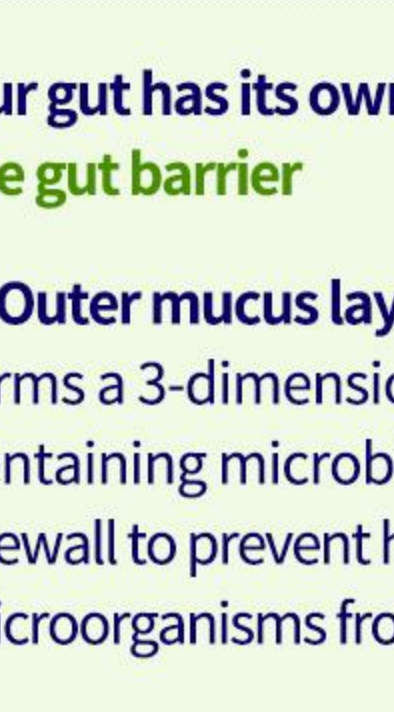 ur gut has its own
e gut barrier
Outer mucus lay
rms a 3-dimensio
ntaining microb
ewall to prevent h
icroorganisms fro